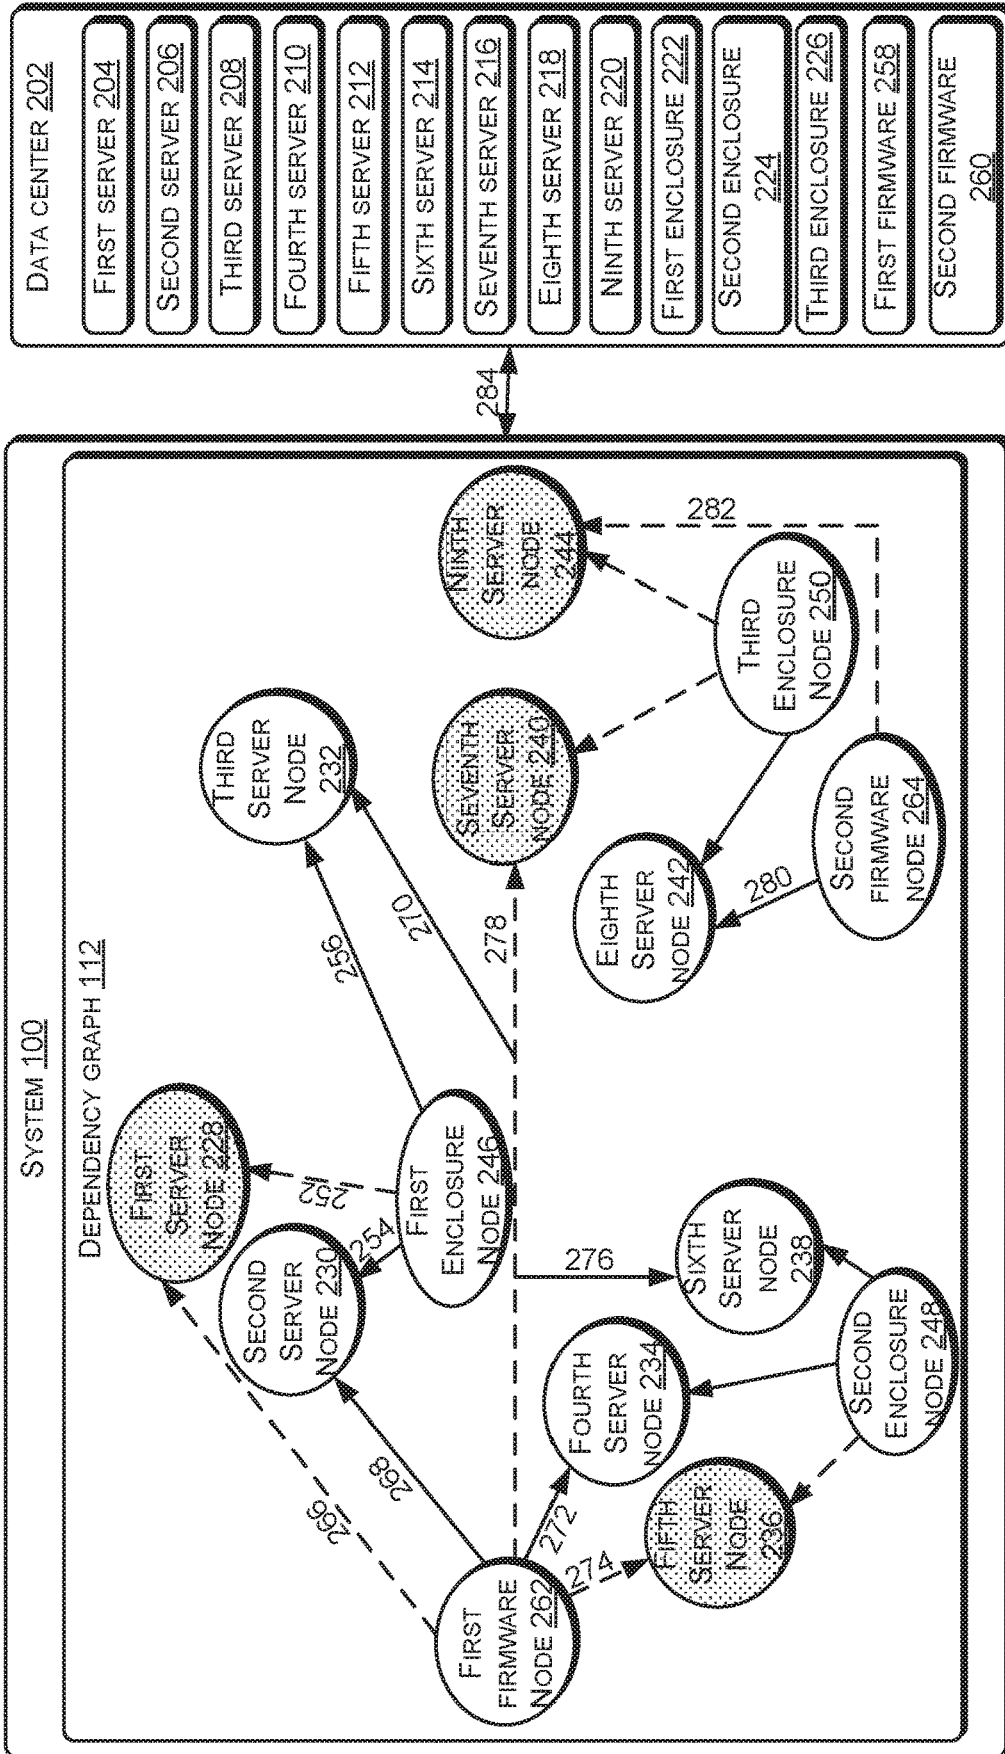 SYSTEM 100
DEPENDENCY GRAPH 112
FIRST
SERVER
NODE 228
SECOND
SERVER
NODE 230
THIRD
SERVER
NODE
232
266
268
252
254
256
270
FIRST
ENCLOSURE
NODE 246
FIRST
FIRMWARE
NODE 262
278
272
274
276
FOURTH
SERVER
NODE 234
FIFTH
SERVER
NODE
236
SIXTH
SERVER
NODE
238
SECOND
ENCLOSURE
NODE 248
SEVENTH
SERVER
NODE 240
NINTH
SERVER
NODE
244
EIGHTH
SERVER
NODE 242
THIRD
ENCLOSURE
NODE 250
280
282
SECOND
FIRMWARE
NODE 264
284
DATA CENTER 202
FIRST SERVER 204
SECOND SERVER 206
THIRD SERVER 208
FOURTH SERVER 210
FIFTH SERVER 212
SIXTH SERVER 214
SEVENTH SERVER 216
EIGHTH SERVER 218
NINTH SERVER 220
FIRST ENCLOSURE 222
SECOND ENCLOSURE
224
THIRD ENCLOSURE 226
FIRST FIRMWARE 258
SECOND FIRMWARE
260